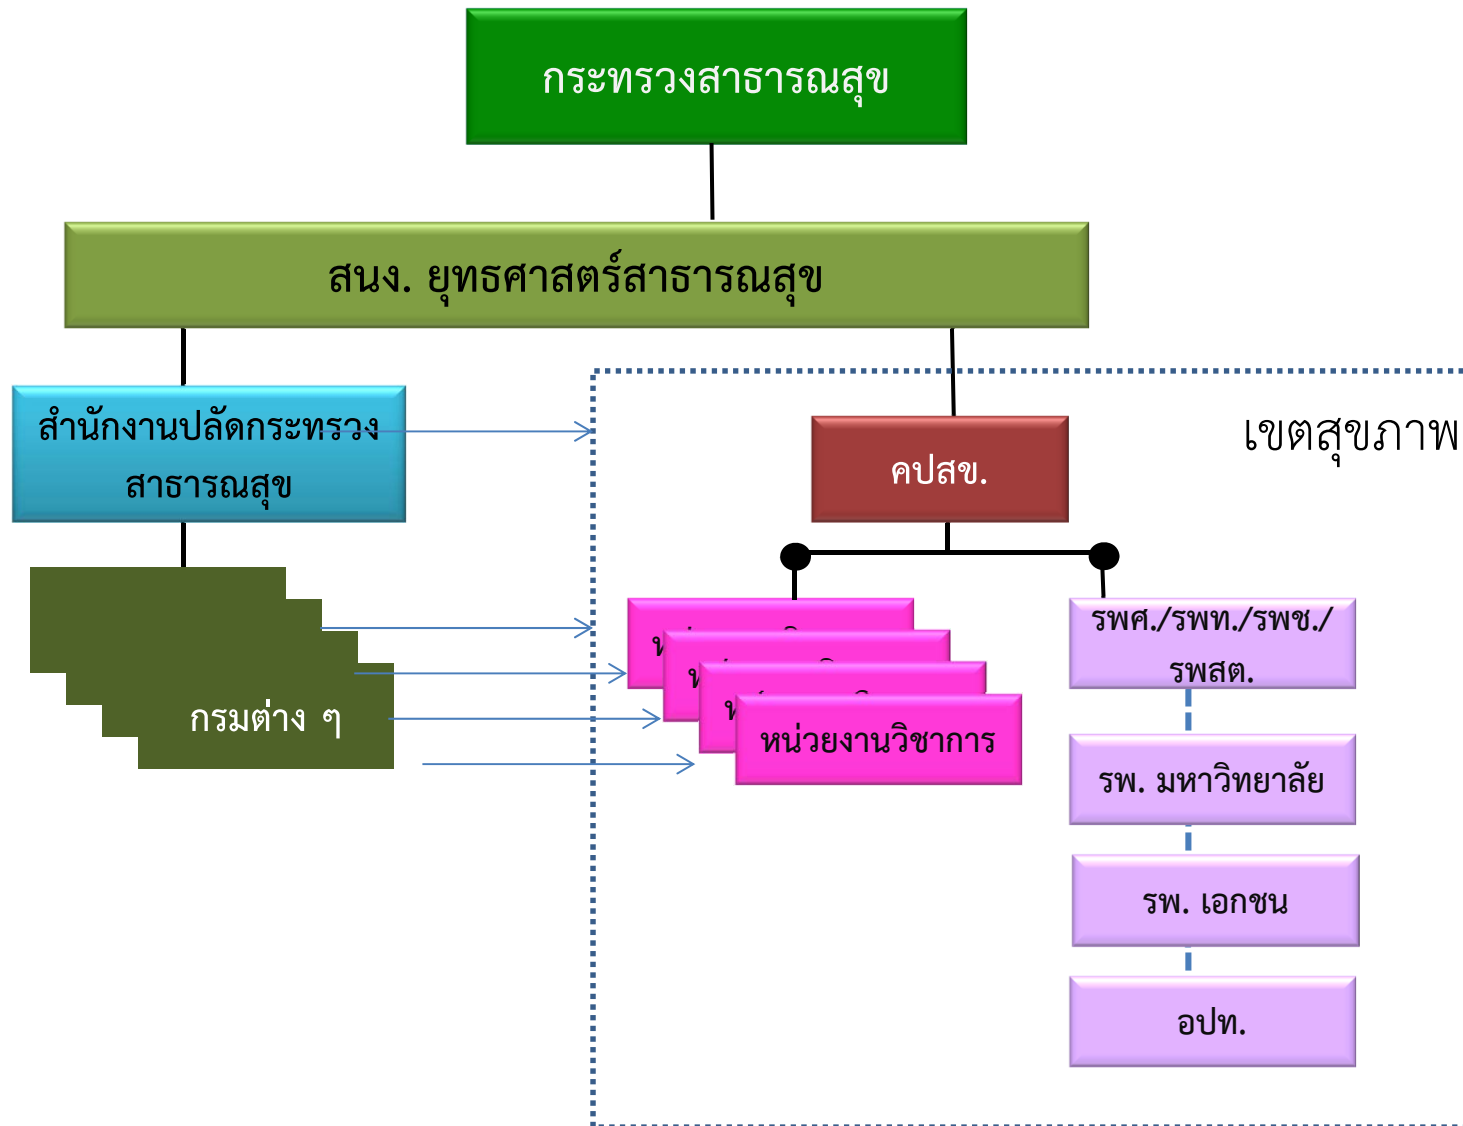 กระทรวงสาธารณสุข
สนง. ยุทธศาสตร์สาธารณสุข
สำนักงานปลัดกระทรวง
สาธารณสุข
เขตสุขภาพ
คปสข.
กรมต่าง ๆ
หน่วยงานวิชาการ
รพศ./รพท./รพช./
รพสต.
รพ. มหาวิทยาลัย
รพ. เอกชน
อปท.